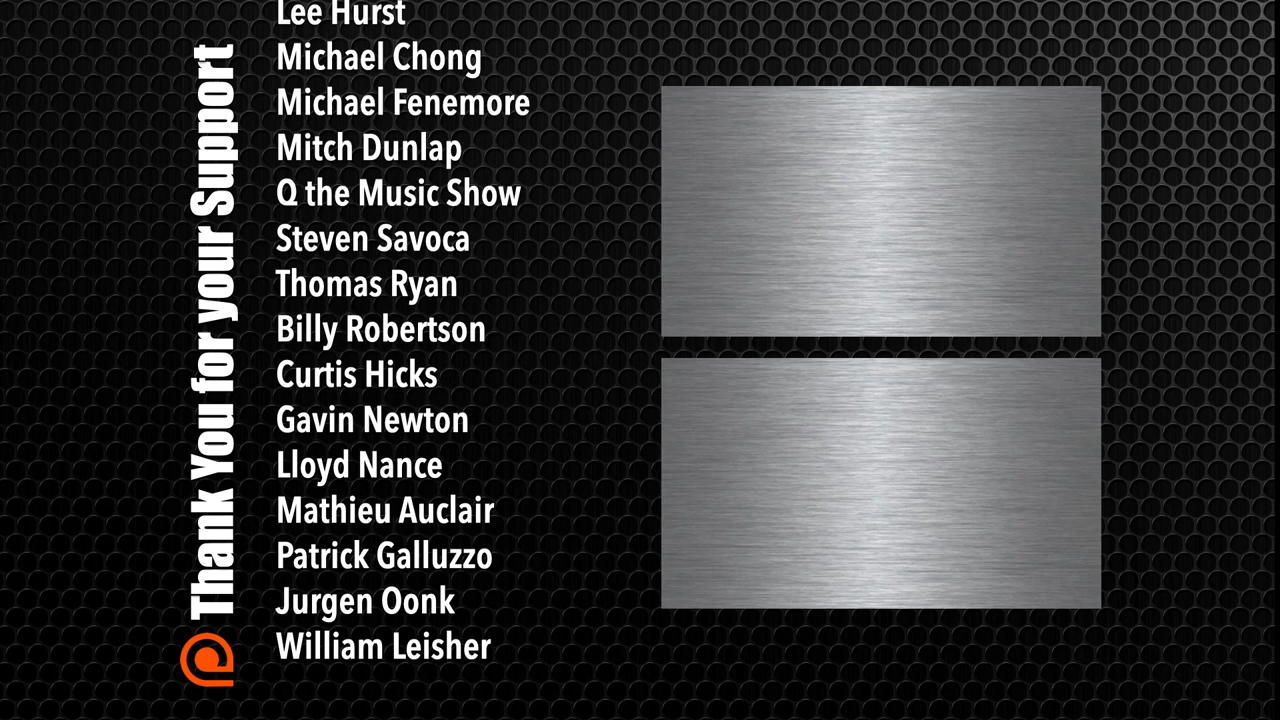 Thank You for your Support
Lee Hurst
Michael Chong
Michael Fenemore
Mitch Dunlap
Q the Music Show
Steven Savoca
Thomas Ryan
Billy Robertson
Curtis Hicks
Gavin Newton
Lloyd Nance
Mathieu Auclair
Patrick Galluzzo
Jurgen Oonk
William Leisher